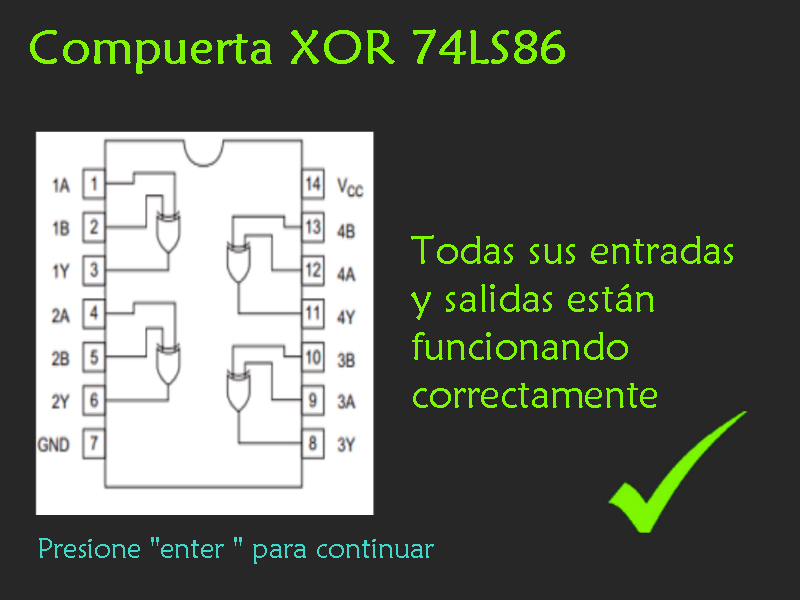 Compuerta XOR 74LS86
1A 1 14 VCC
1B 2 13 4B
1Y 3 12 4A
2A 4 11 4Y
2B 5 10 3B
2Y 6 9 3A
GND 7 8 3Y
Todas sus entradas
y salidas están
funcionando
correctamente
Presione "enter " para continuar